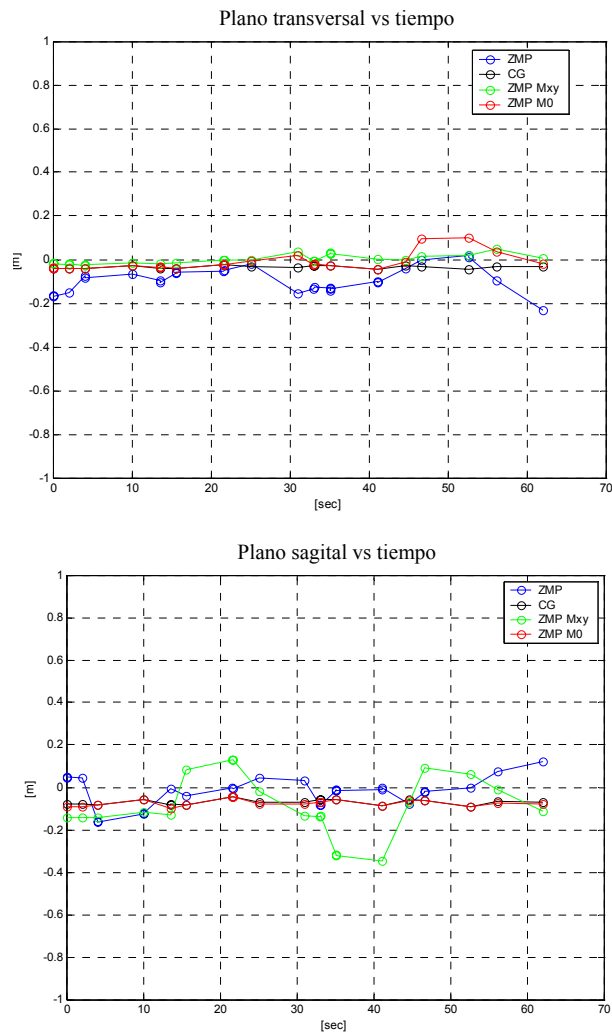 Plano transversal vs tiempo
ZMP
CG
ZMP Mxy
ZMP M0
1
0.8
0.6
0.4
0.2
0
-0.2
-0.4
-0.6
-0.8
-1
[m]
0 10 20 30 40 50 60 70
[sec]
Plano sagital vs tiempo
ZMP
CG
ZMP Mxy
ZMP M0
1
0.8
0.6
0.4
0.2
0
-0.2
-0.4
-0.6
-0.8
-1
[m]
0 10 20 30 40 50 60 70
[sec]